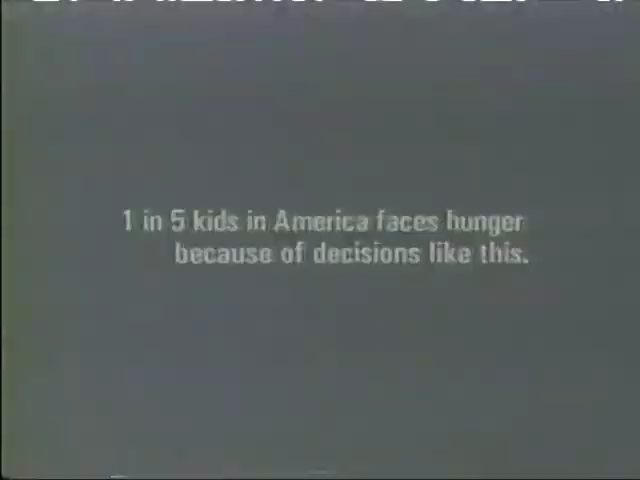 1 in 5 kids in America faces hunger
because of decisions like this.